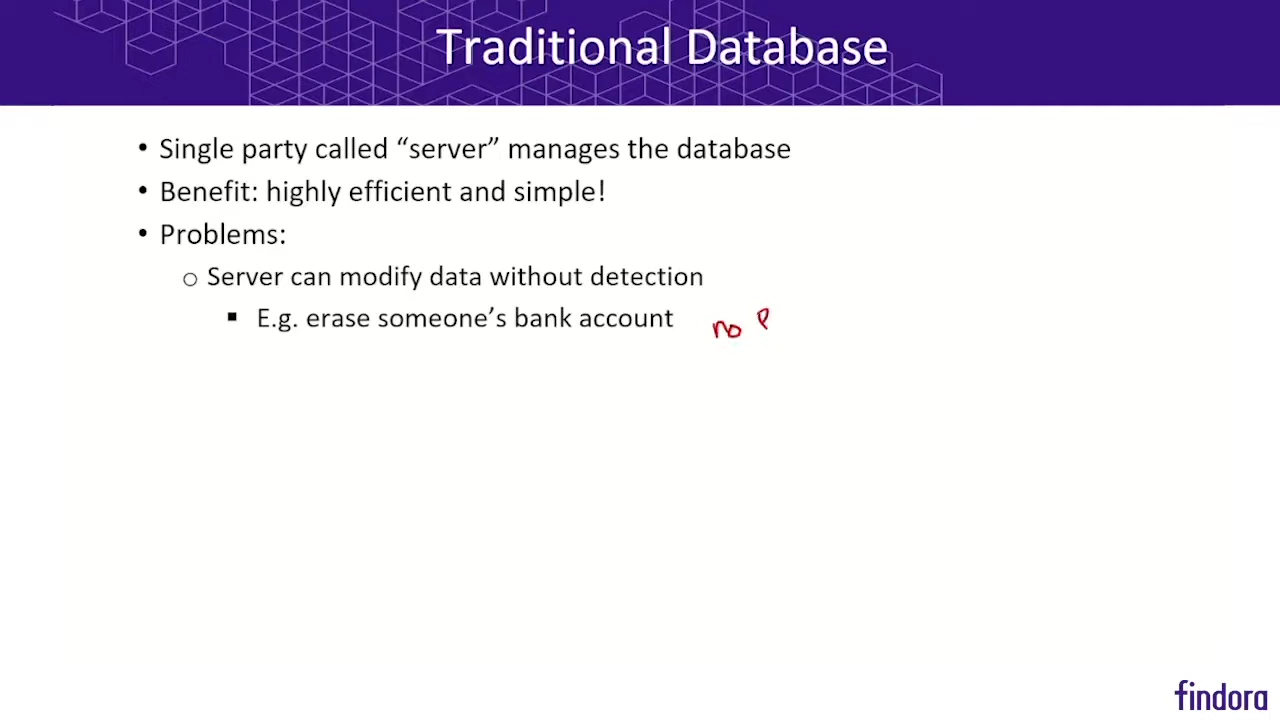 Traditional Database
• Single party called “server” manages the database
• Benefit: highly efficient and simple!
• Problems:
o Server can modify data without detection
▪ E.g. erase someone’s bank account no P
findora